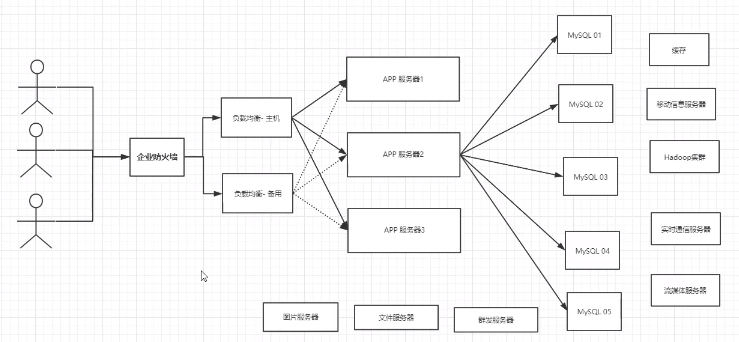 企业防火墙
负载均衡- 主机
负载均衡- 备用
APP 服务器1
APP 服务器2
APP 服务器3
MySQL 01
MySQL 02
MySQL 03
MySQL 04
MySQL 05
缓存
移动信息服务器
Hadoop集群
实时通信服务器
流媒体服务器
图片服务器
文件服务器
群发服务器